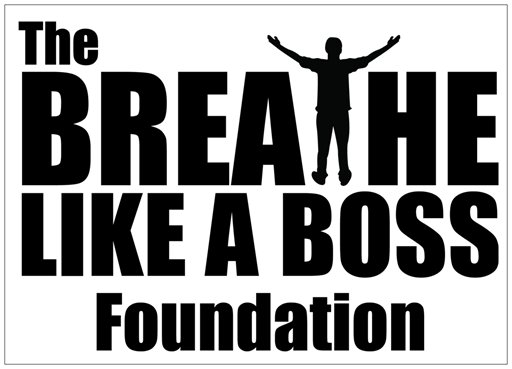 The
BREATHE
LIKE A BOSS
Foundation